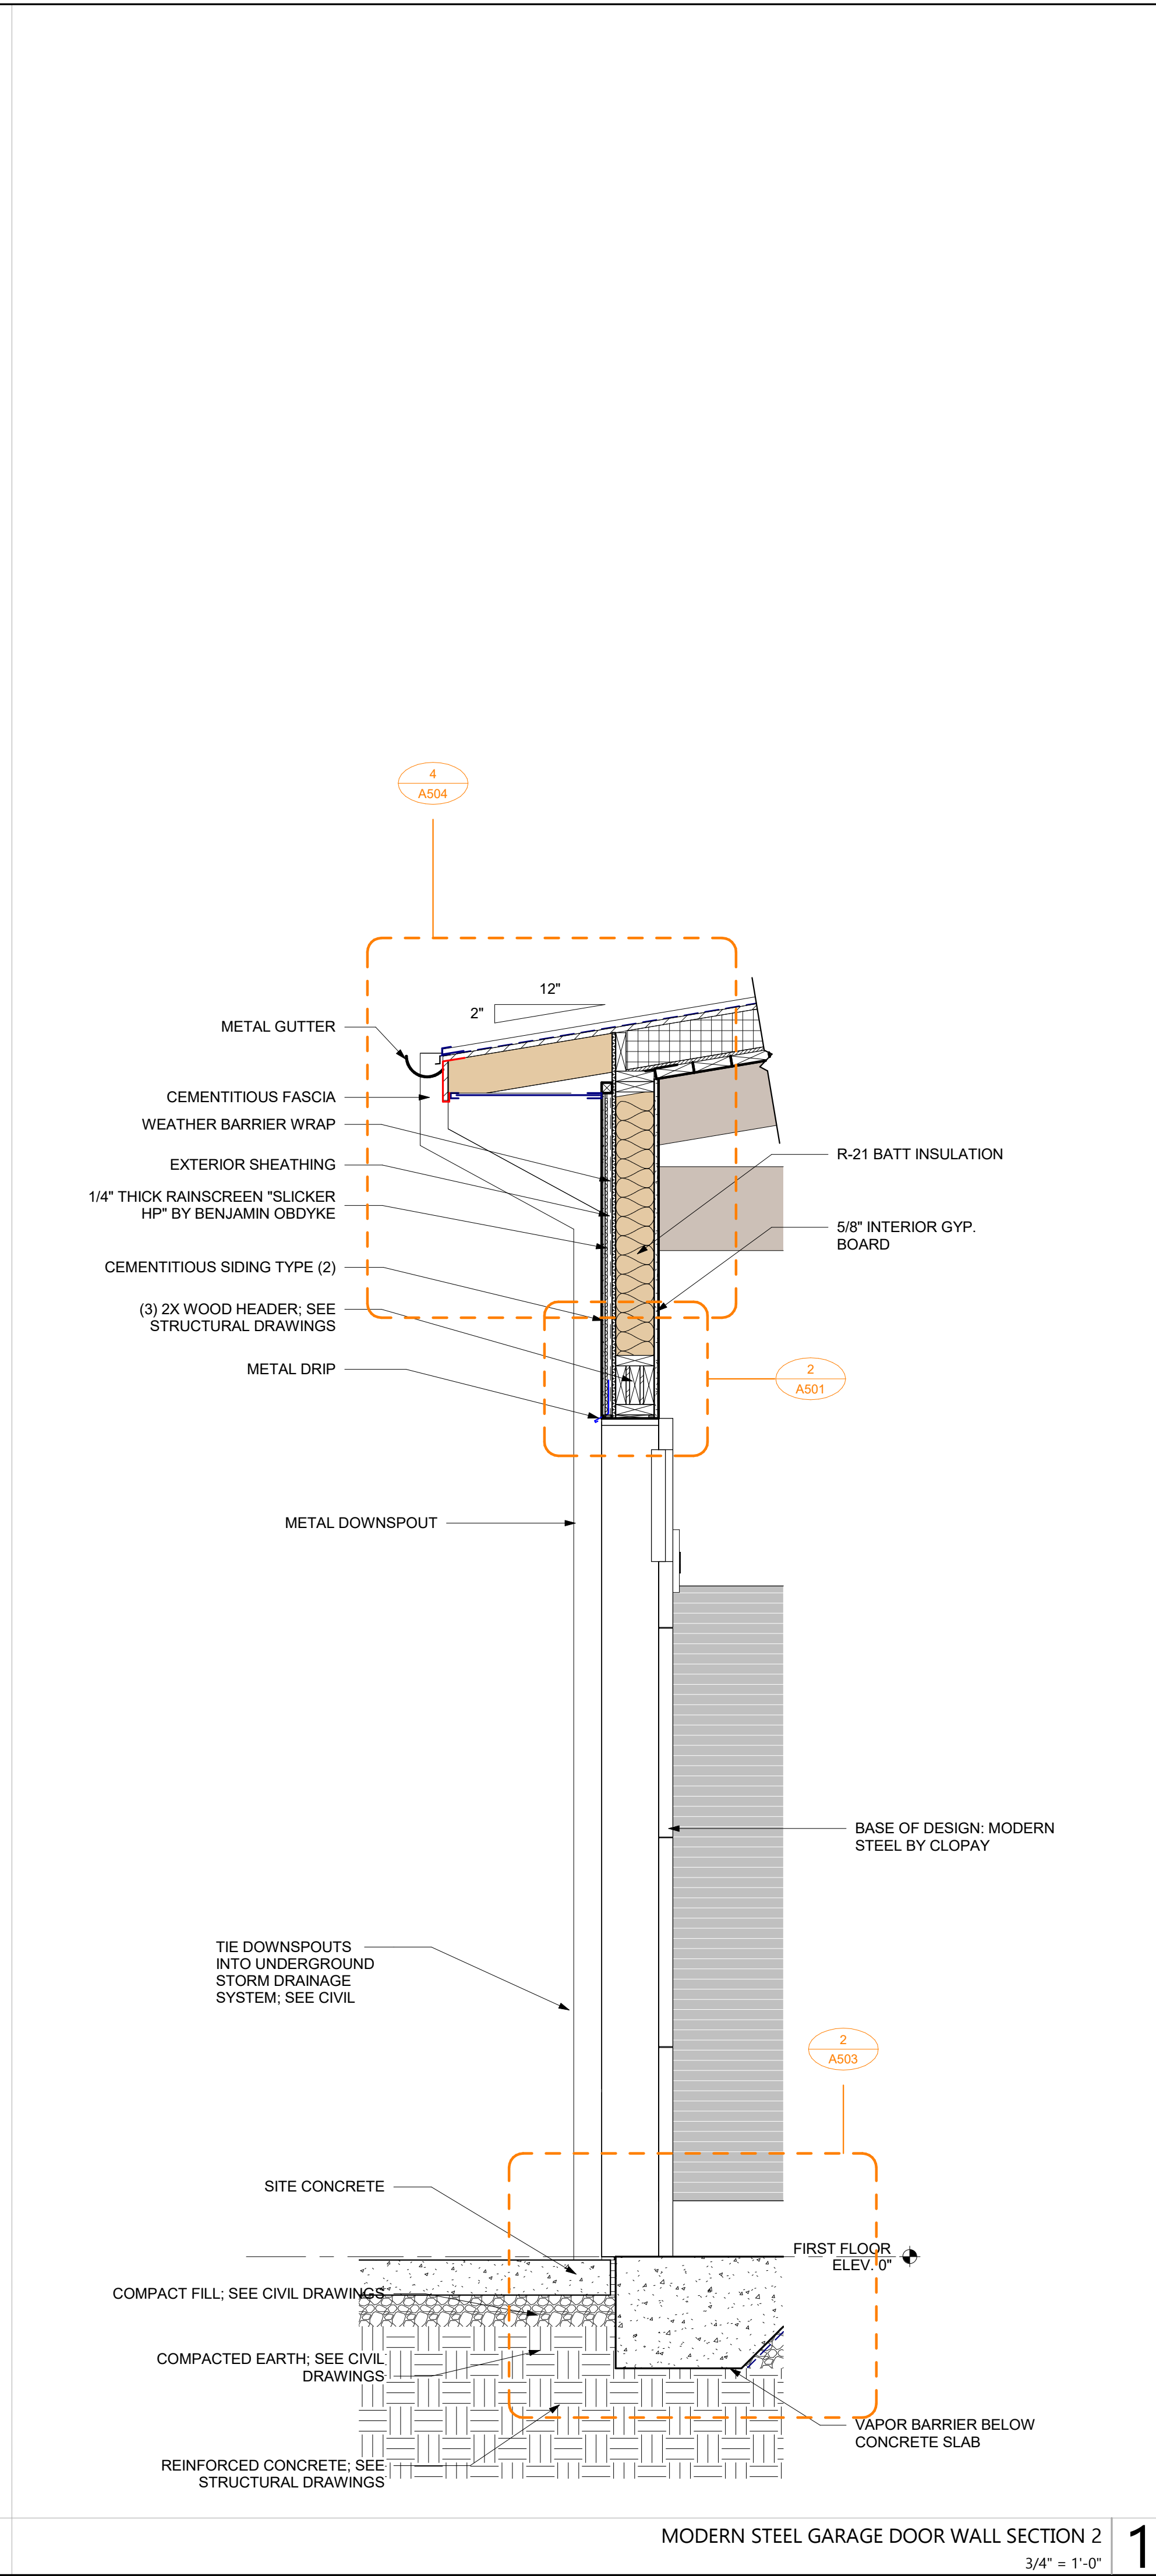 4
A504
12"
2"
METAL GUTTER
CEMENTITIOUS FASCIA
WEATHER BARRIER WRAP
EXTERIOR SHEATHING
1/4" THICK RAINSCREEN "SLICKER
HP" BY BENJAMIN OBDYKE
CEMENTITIOUS SIDING TYPE (2)
(3) 2X WOOD HEADER; SEE
STRUCTURAL DRAWINGS
METAL DRIP
R-21 BATT INSULATION
5/8" INTERIOR GYP.
BOARD
2
A501
METAL DOWNSPOUT
BASE OF DESIGN: MODERN
STEEL BY CLOPAY
TIE DOWNSPOUTS
INTO UNDERGROUND
STORM DRAINAGE
SYSTEM; SEE CIVIL
2
A503
SITE CONCRETE
FIRST FLOOR
ELEV. 0"
COMPACT FILL; SEE CIVIL DRAWINGS
COMPACTED EARTH; SEE CIVIL
DRAWINGS
VAPOR BARRIER BELOW
CONCRETE SLAB
REINFORCED CONCRETE; SEE
STRUCTURAL DRAWINGS
MODERN STEEL GARAGE DOOR WALL SECTION 2
3/4" = 1'-0"
1